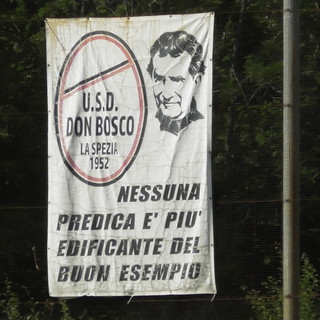 U.S.D.
DON BOSCO
LA SPEZIA
1952
NESSUNA
PREDICA E' PIU'
EDIFICANTE DEL
BUON ESEMPIO